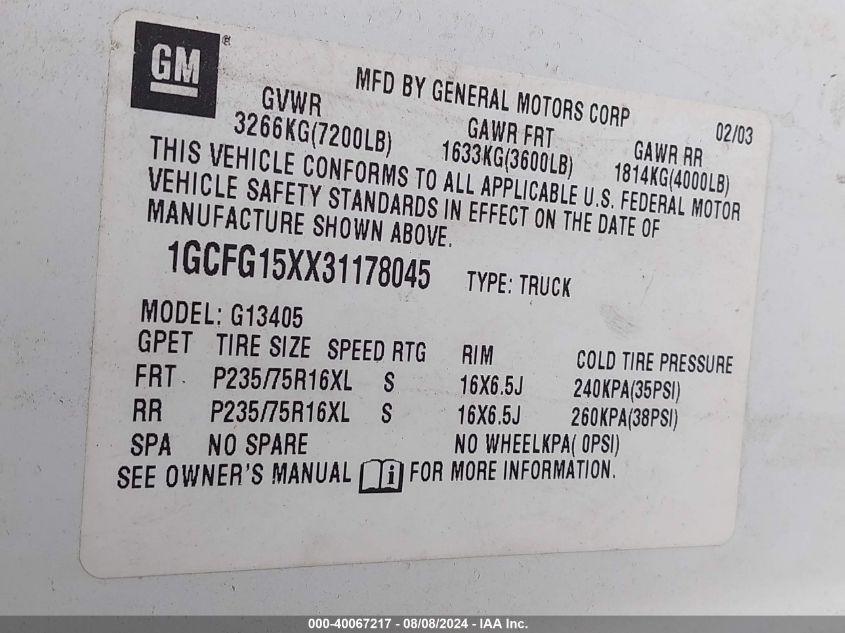 GM ®
MFD BY GENERAL MOTORS CORP 02/03
GVWR GAWR FRT GAWR RR
3266KG(7200LB) 1633KG(3600LB) 1814KG(4000LB)
THIS VEHICLE CONFORMS TO ALL APPLICABLE U.S. FEDERAL MOTOR
VEHICLE SAFETY STANDARDS IN EFFECT ON THE DATE OF
MANUFACTURE SHOWN ABOVE.
1GCFG15XX31178045 TYPE: TRUCK
MODEL: G13405
GPET TIRE SIZE SPEED RTG RIM COLD TIRE PRESSURE
FRT P235/75R16XL S 16X6.5J 240KPA(35PSI)
RR P235/75R16XL S 16X6.5J 260KPA(38PSI)
SPA NO SPARE NO WHEELKPA( 0PSI)
SEE OWNER'S MANUAL i FOR MORE INFORMATION.
000-40067217 - 08/08/2024 - IAA Inc.